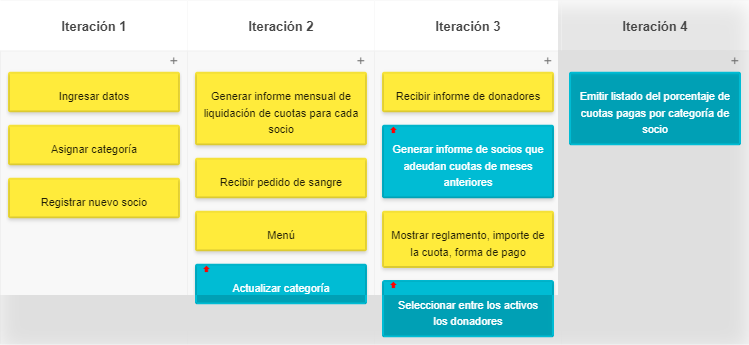 Iteración 1
Iteración 2
Iteración 3
Iteración 4
+
+
+
+
Ingresar datos
Asignar categoría
Registrar nuevo socio
Generar informe mensual de
liquidación de cuotas para cada
socio
Recibir pedido de sangre
Menú
Actualizar categoría
Recibir informe de donadores
Generar informe de socios que
adeudan cuotas de meses
anteriores
Mostrar reglamento, importe de
la cuota, forma de pago
Seleccionar entre los activos
los donadores
Emitir listado del porcentaje de
cuotas pagas por categoría de
socio